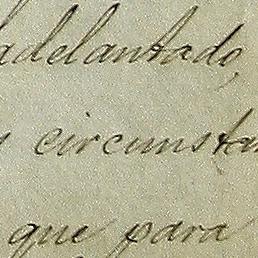 adelantado,
s circunstan
que para